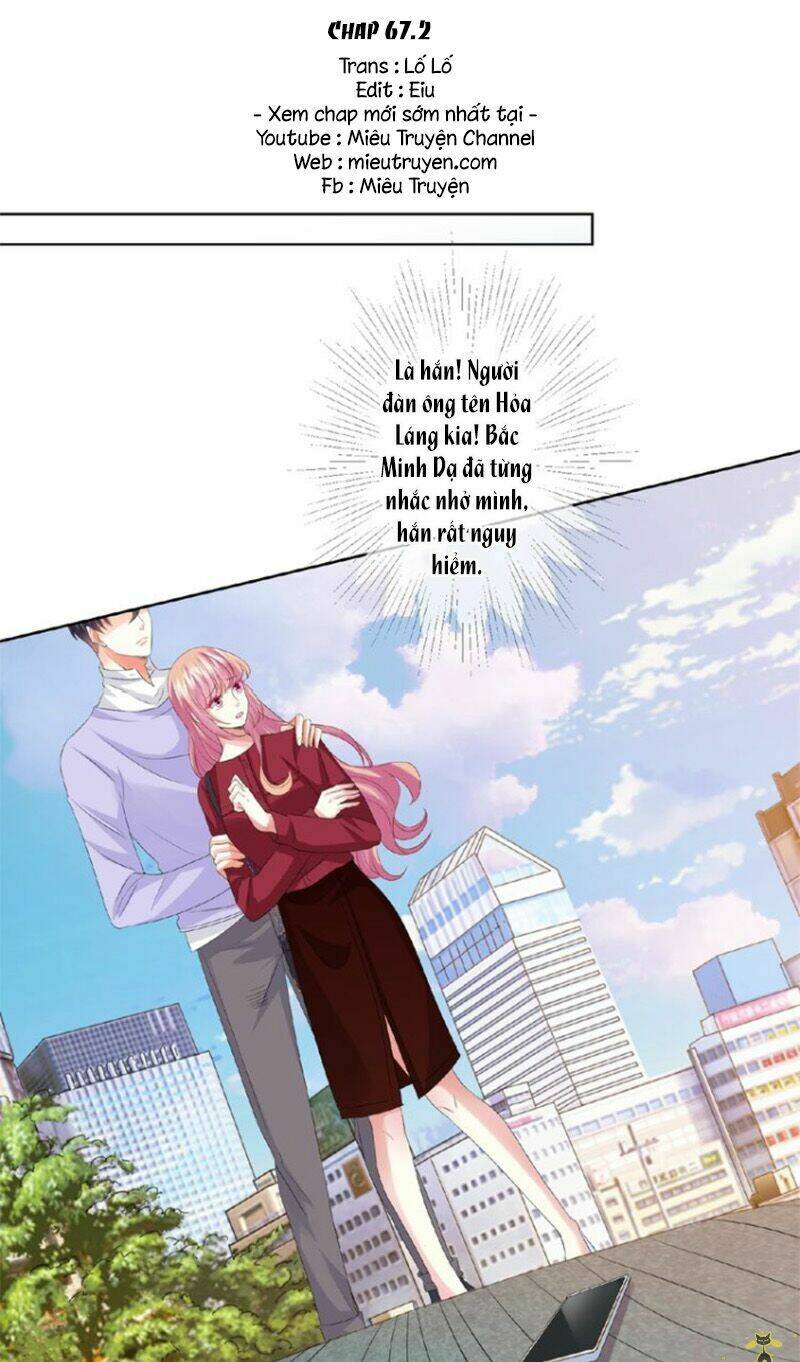 CHAP 67.2
Trans : Lố Lố
Edit : Eiu
- Xem chap mới sớm nhất tại -
Youtube : Miêu Truyện Channel
Web : mieutruyen.com
Fb : Miêu Truyện
Là hắn! Người
đàn ông tên Hỏa
Láng kia! Bắc
Minh Dạ đã từng
nhắc nhở mình,
hắn rất nguy
hiểm.